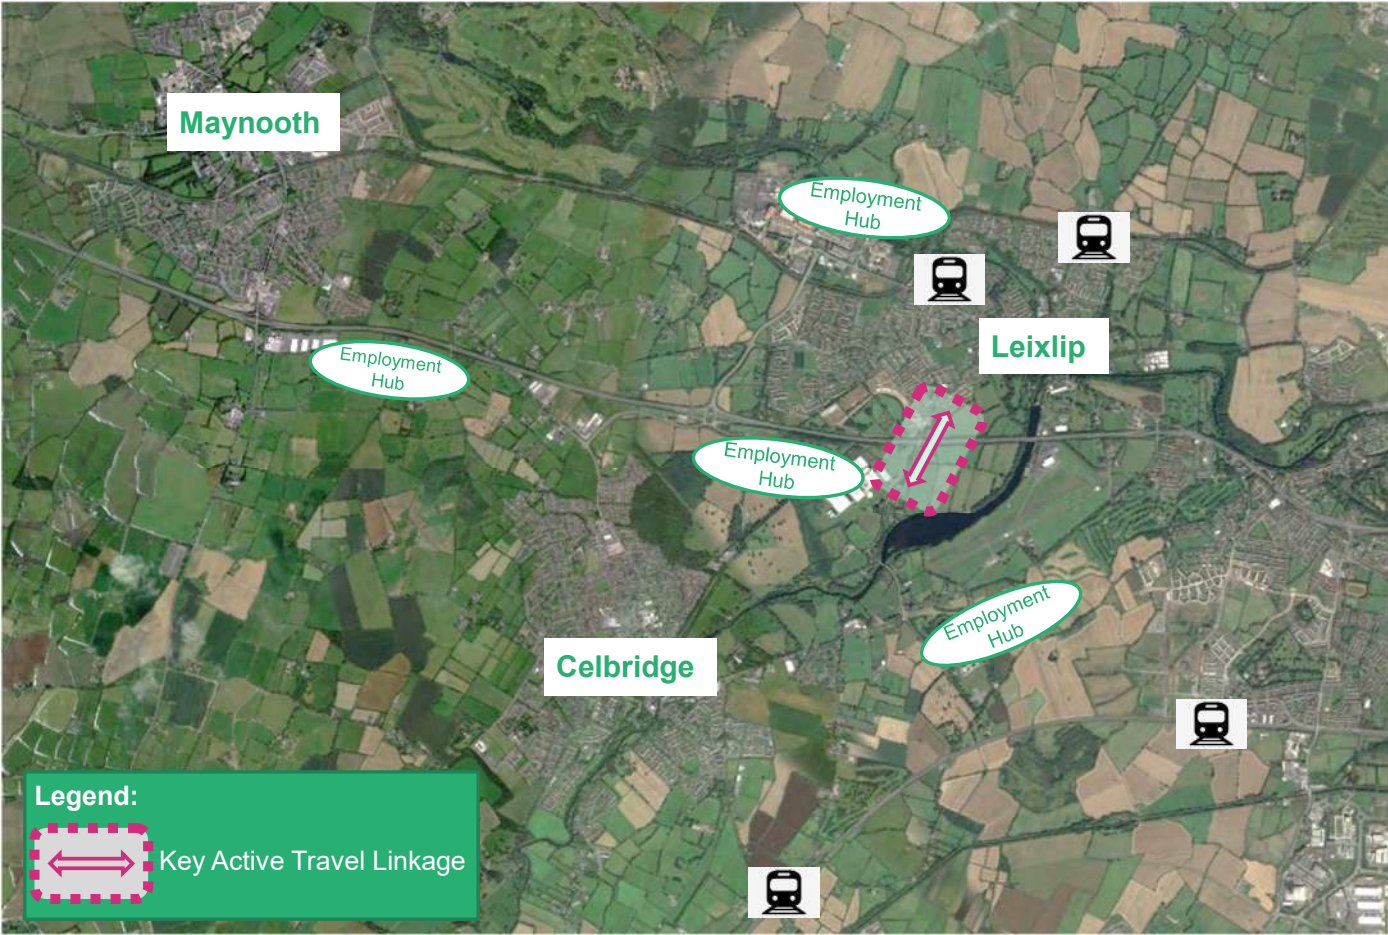 Maynooth
Employment
Hub
Leixlip
Employment
Hub
Employment
Hub
Employment
Hub
Celbridge
Legend:
Key Active Travel Linkage